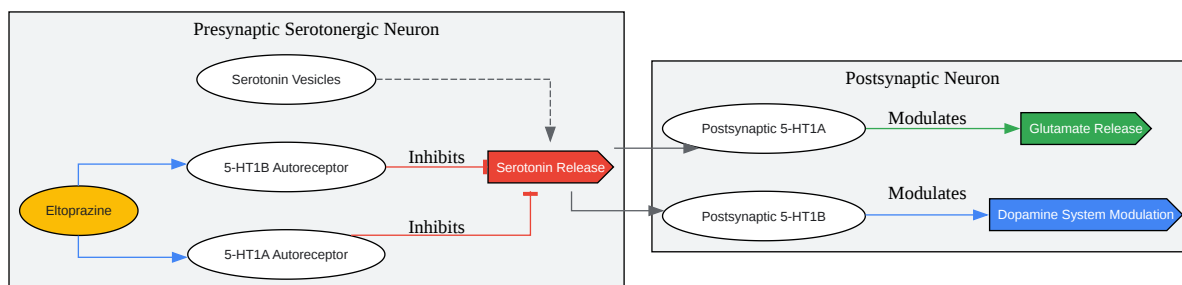 Presynaptic Serotonergic Neuron
Serotonin Vesicles
5-HT1B Autoreceptor
Inhibits
Serotonin Release
Eltoprazine
5-HT1A Autoreceptor
Inhibits
Postsynaptic Neuron
Postsynaptic 5-HT1A
Modulates
Glutamate Release
Postsynaptic 5-HT1B
Modulates
Dopamine System Modulation